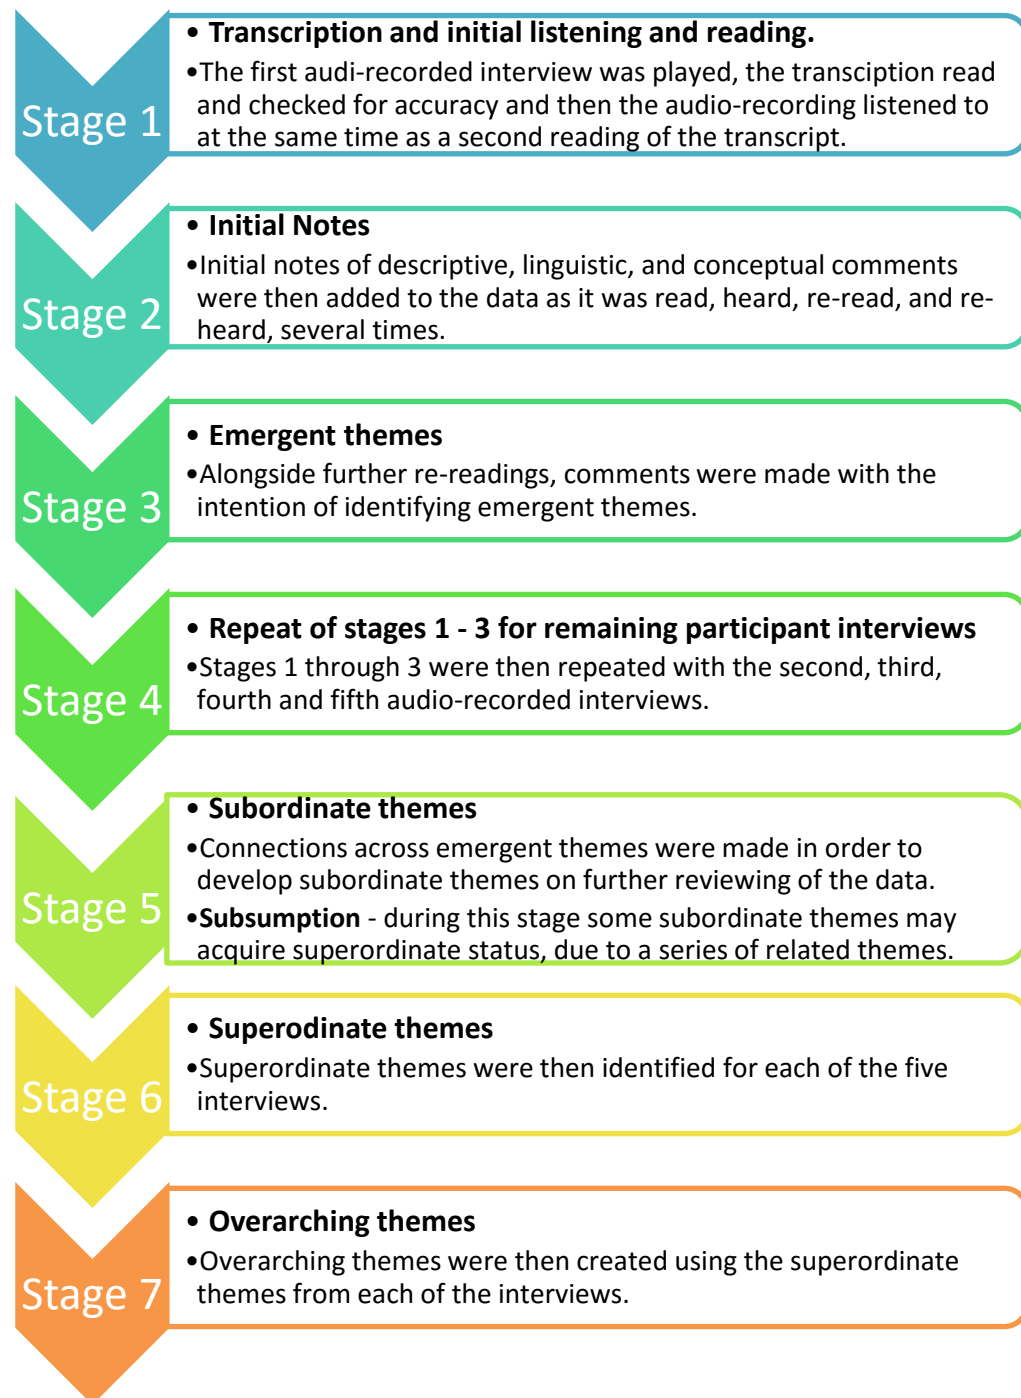 • Transcription and initial listening and reading.
•The first audi-recorded interview was played, the transciption read
and checked for accuracy and then the audio-recording listened to
at the same time as a second reading of the transcript.
Stage 1
• Initial Notes
•Initial notes of descriptive, linguistic, and conceptual comments
were then added to the data as it was read, heard, re-read, and re-
heard, several times.
Stage 2
• Emergent themes
•Alongside further re-readings, comments were made with the
intention of identifying emergent themes.
Stage 3
• Repeat of stages 1 - 3 for remaining participant interviews
•Stages 1 through 3 were then repeated with the second, third,
fourth and fifth audio-recorded interviews.
Stage 4
• Subordinate themes
•Connections across emergent themes were made in order to
develop subordinate themes on further reviewing of the data.
•Subsumption - during this stage some subordinate themes may
acquire superordinate status, due to a series of related themes.
Stage 5
• Superodinate themes
•Superordinate themes were then identified for each of the five
interviews.
Stage 6
• Overarching themes
•Overarching themes were then created using the superordinate
themes from each of the interviews.
Stage 7